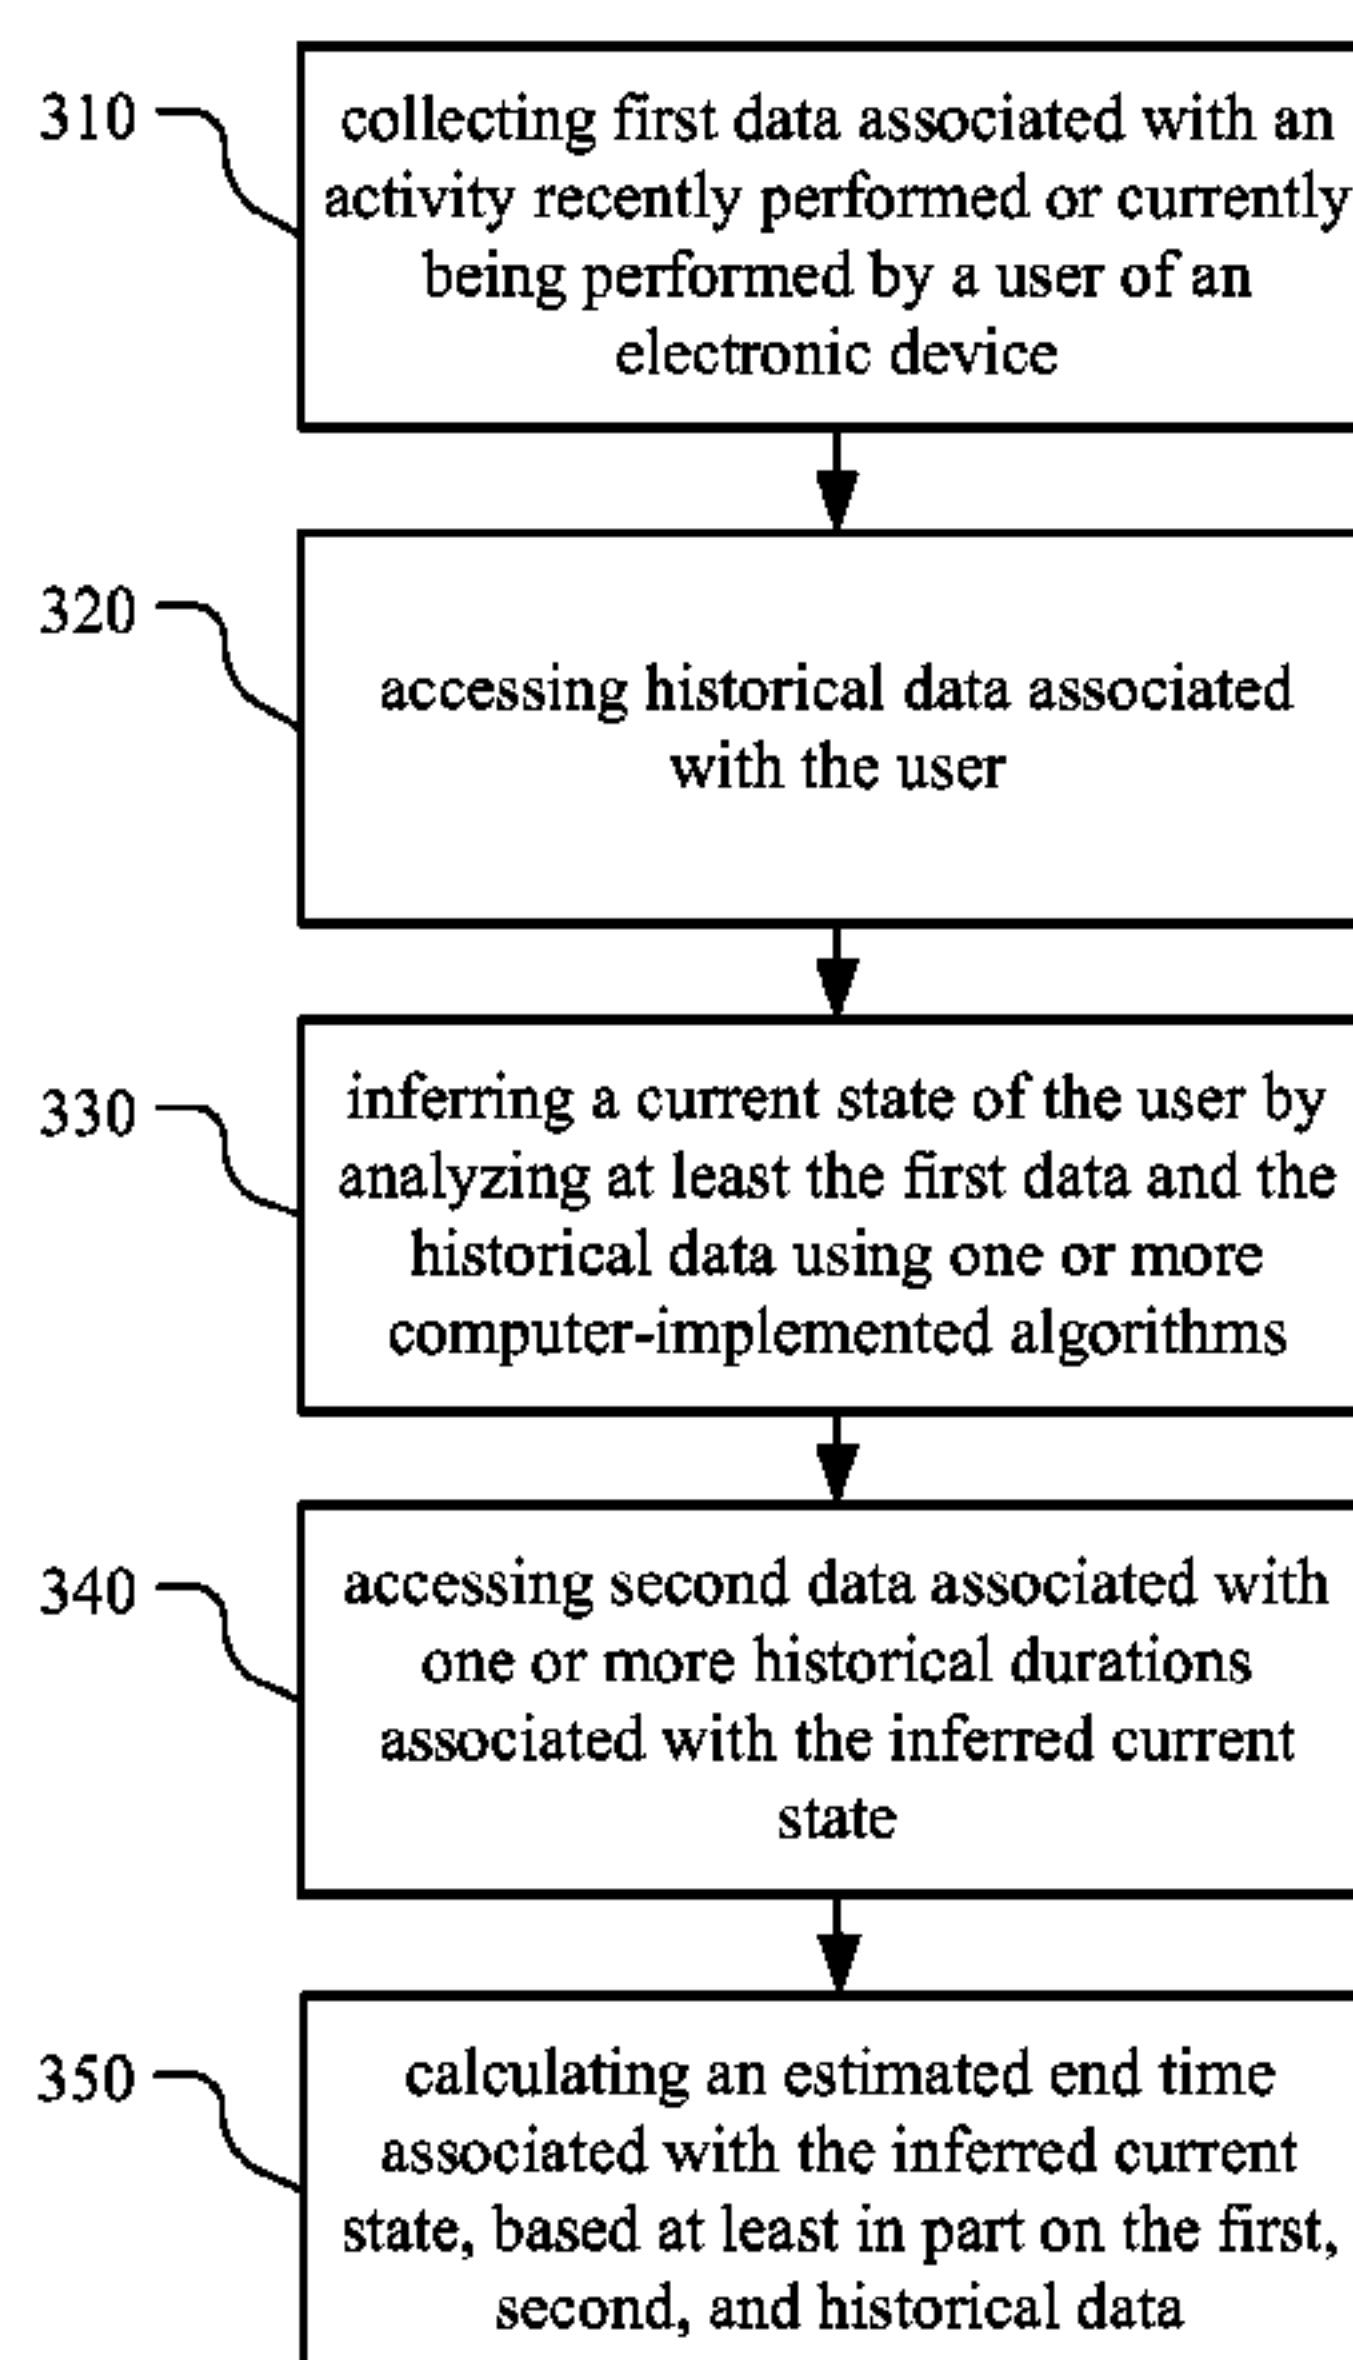 310
collecting first data associated with an
activity recently performed or currently
being performed by a user of an
electronic device
320
accessing historical data associated
with the user
330
inferring a current state of the user by
analyzing at least the first data and the
historical data using one or more
computer-implemented algorithms
340
accessing second data associated with
one or more historical durations
associated with the inferred current
state
350
calculating an estimated end time
associated with the inferred current
state, based at least in part on the first,
second, and historical data